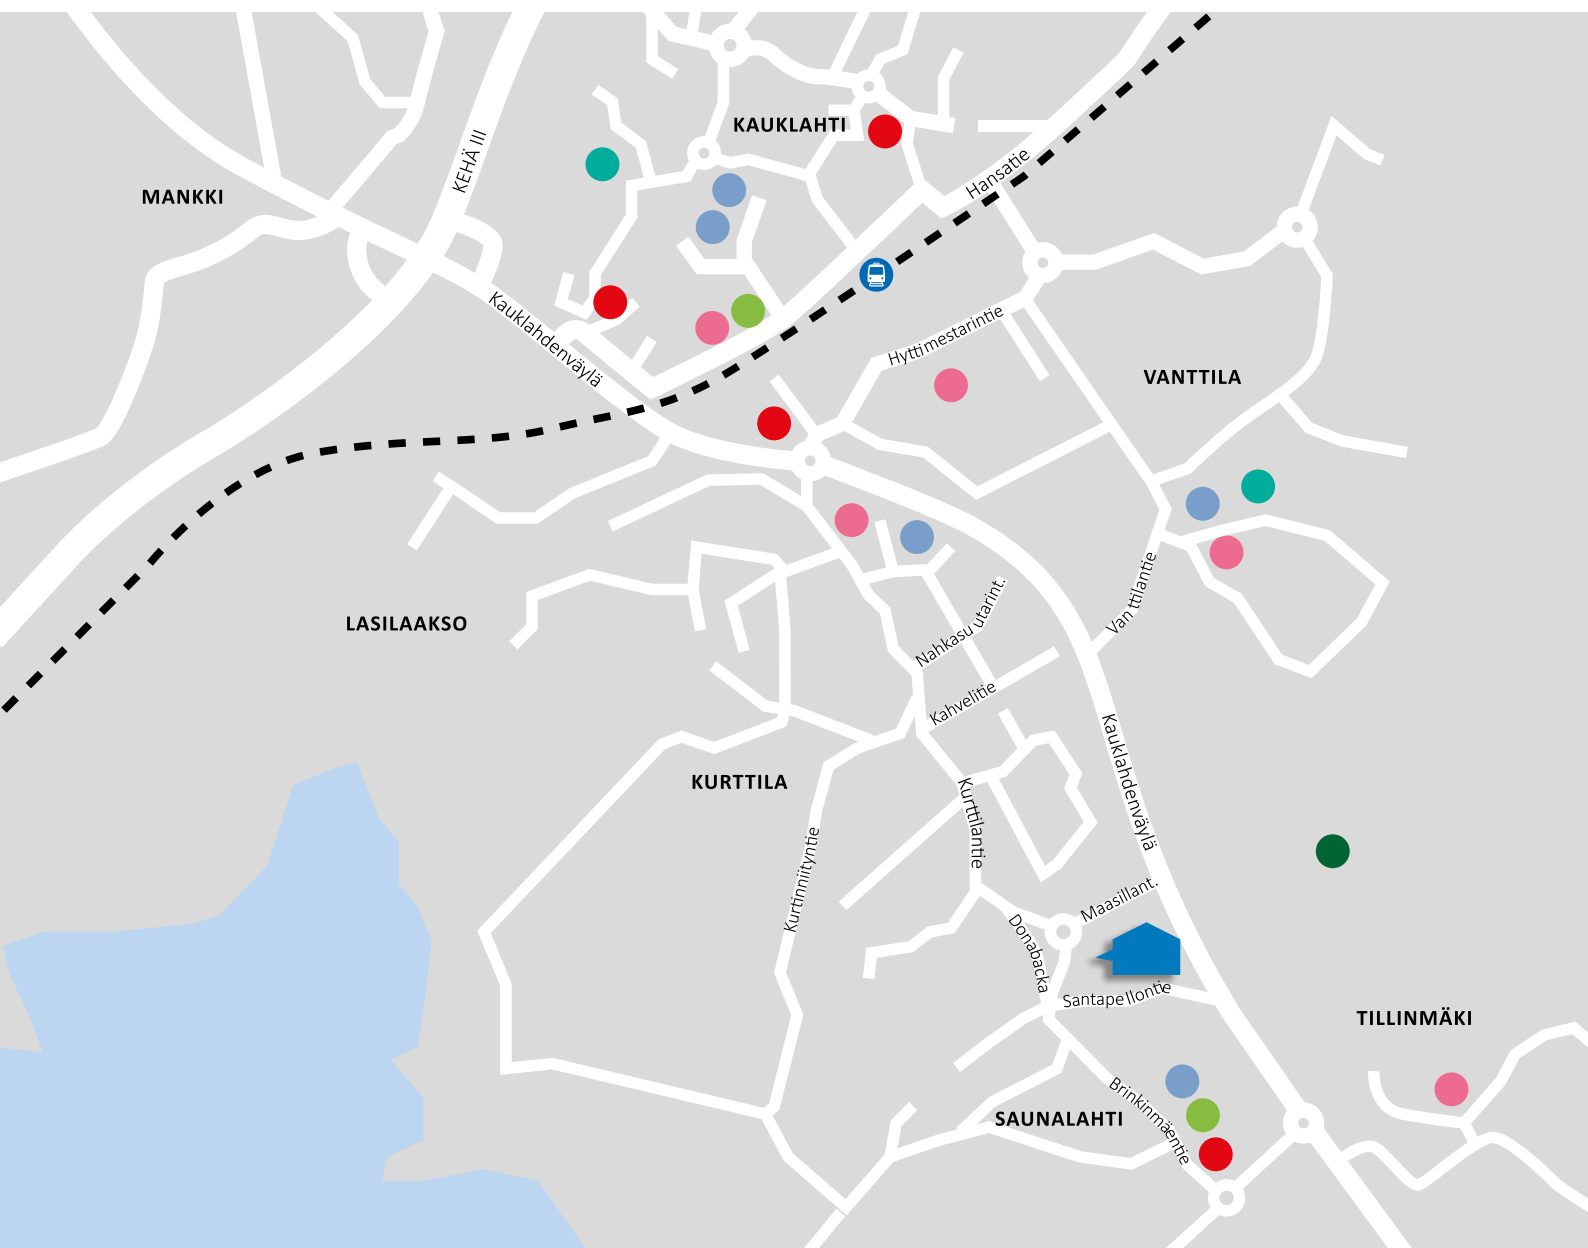 KAUKLAHTI
KEHÄ III
MANKKI
Hansatie
Kauklahdenväylä
Hyttimestarintie
VANTTILA
Vanttilantie
LASILAAKSO
Nahkasuutarint.
Kahvelitie
Kauklahdenväylä
KURTTILA
Kurttilantie
Kurtinniityntie
Maasillant.
Donabacka
Santapellontie
TILLINMÄKI
Brinkinmäentie
SAUNALAHTI